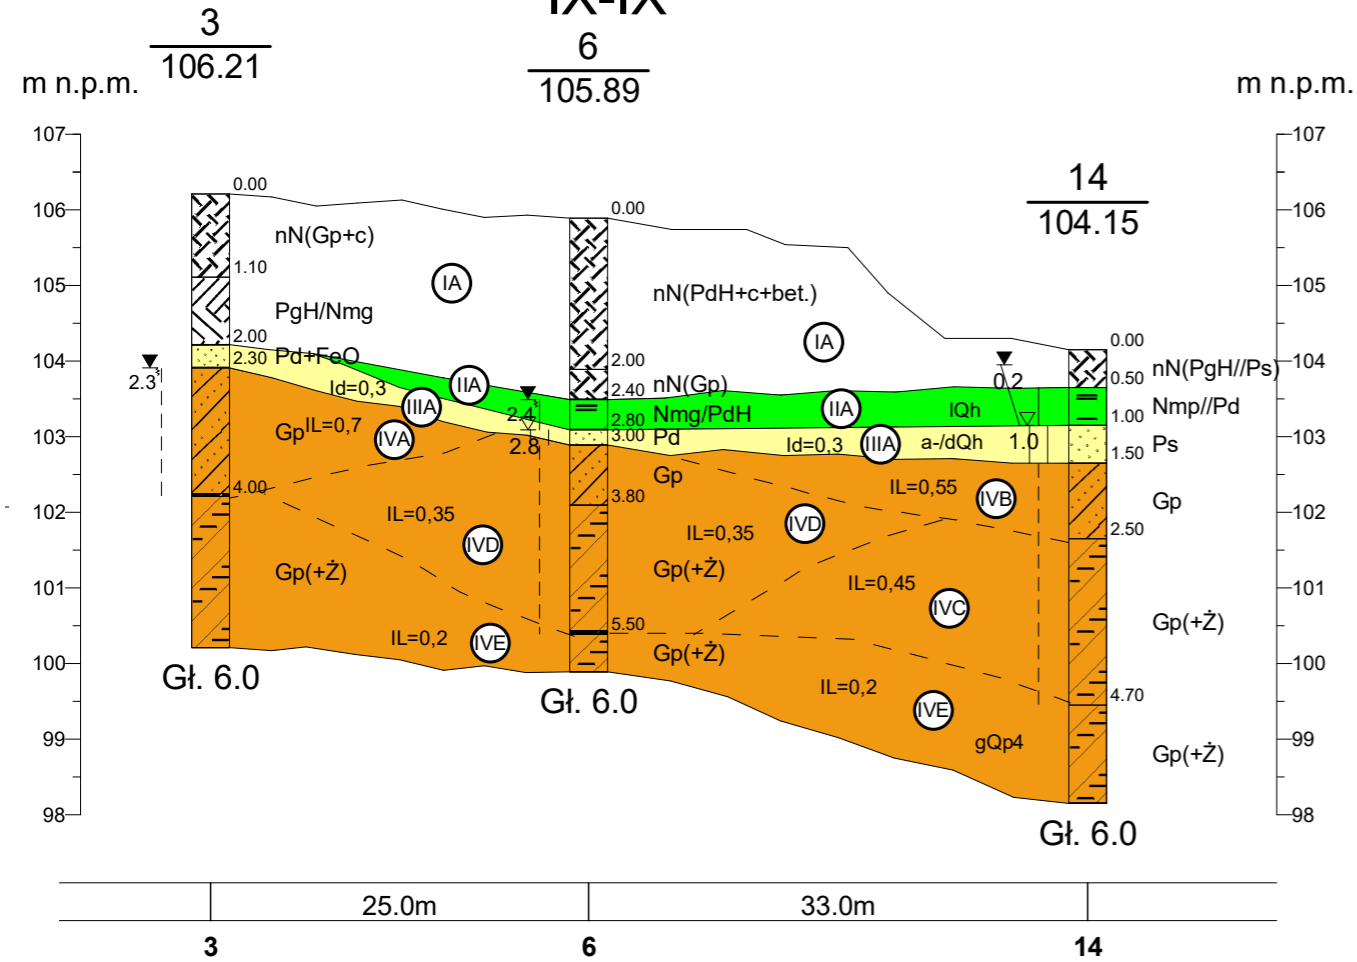 IX-IX
3
106.21
6
105.89
14
104.15
m n.p.m.
m n.p.m.
107
106
105
104
103
102
101
100
99
98
107
106
105
104
103
102
101
100
99
98
0.00
1.10
2.00
2.30
4.00
nN(Gp+c)
PgH/Nmg
Pd+FeO
Gp
Gp(+Ż)
2.3
Gł. 6.0
IA
IIA
IIIA
IVA
IVD
IVE
Id=0,3
IL=0,7
IL=0,35
IL=0,2
0.00
2.00
2.40
2.80
3.00
3.80
5.50
nN(PdH+c+bet.)
nN(Gp)
Nmg/PdH
Pd
Gp
Gp(+Ż)
Gp(+Ż)
2.4
2.8
Gł. 6.0
IA
IIA
IQh
Id=0,3
IIIA
a-/dQh
IL=0,55
IVB
IL=0,35
IVD
IL=0,45
IVC
IL=0,2
IVE
gQp4
0.2
1.0
0.00
0.50
1.00
1.50
2.50
4.70
nN(PgH//Ps)
Nmp//Pd
Ps
Gp
Gp(+Ż)
Gp(+Ż)
Gł. 6.0
25.0m
33.0m
3
6
14